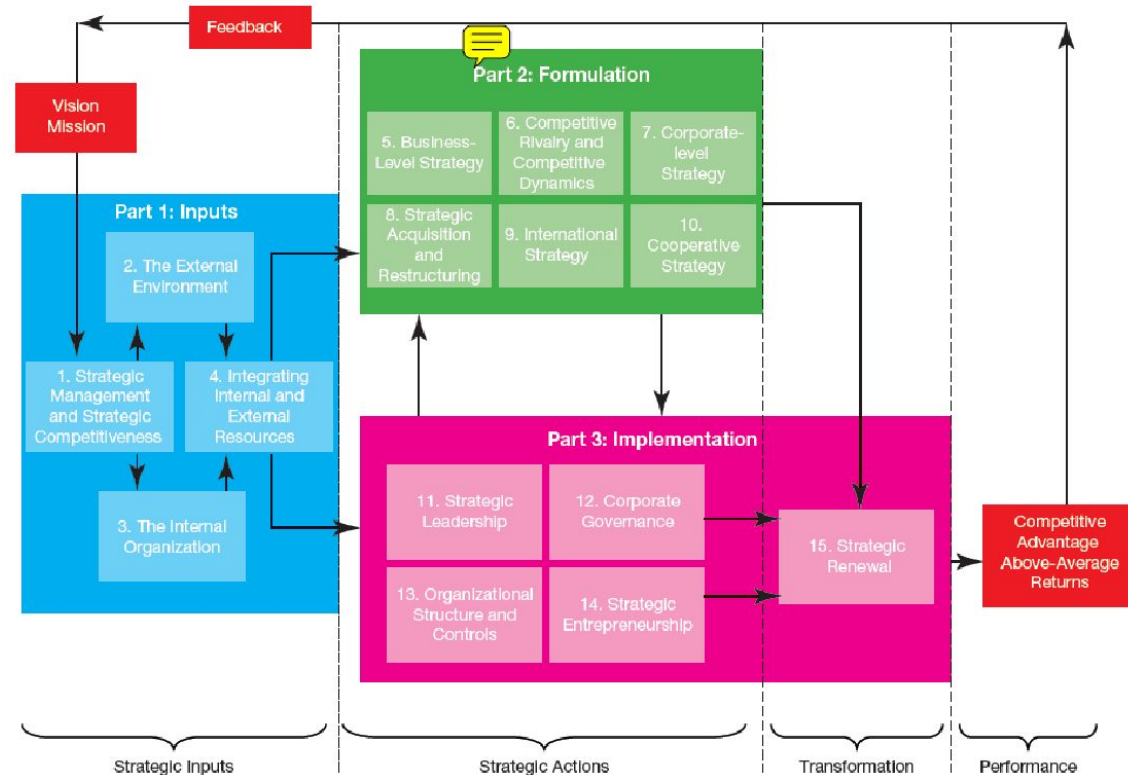 Feedback
Vision
Mission
Part 1: Inputs
2. The External
Environment
1. Strategic
Management
and Strategic
Competitiveness
4. Integrating
Internal and
External
Resources
3. The Internal
Organization
Part 2: Formulation
5. Business-
Level Strategy
6. Competitive
Rivalry and
Competitive
Dynamics
7. Corporate-
level
Strategy
8. Strategic
Acquisition
and
Restructuring
9. International
Strategy
10.
Cooperative
Strategy
Part 3: Implementation
11. Strategic
Leadership
12. Corporate
Governance
13. Organizational
Structure and
Controls
14. Strategic
Entrepreneurship
15. Strategic
Renewal
Competitive
Advantage
Above-Average
Returns
Strategic Inputs
Strategic Actions
Transformation
Performance